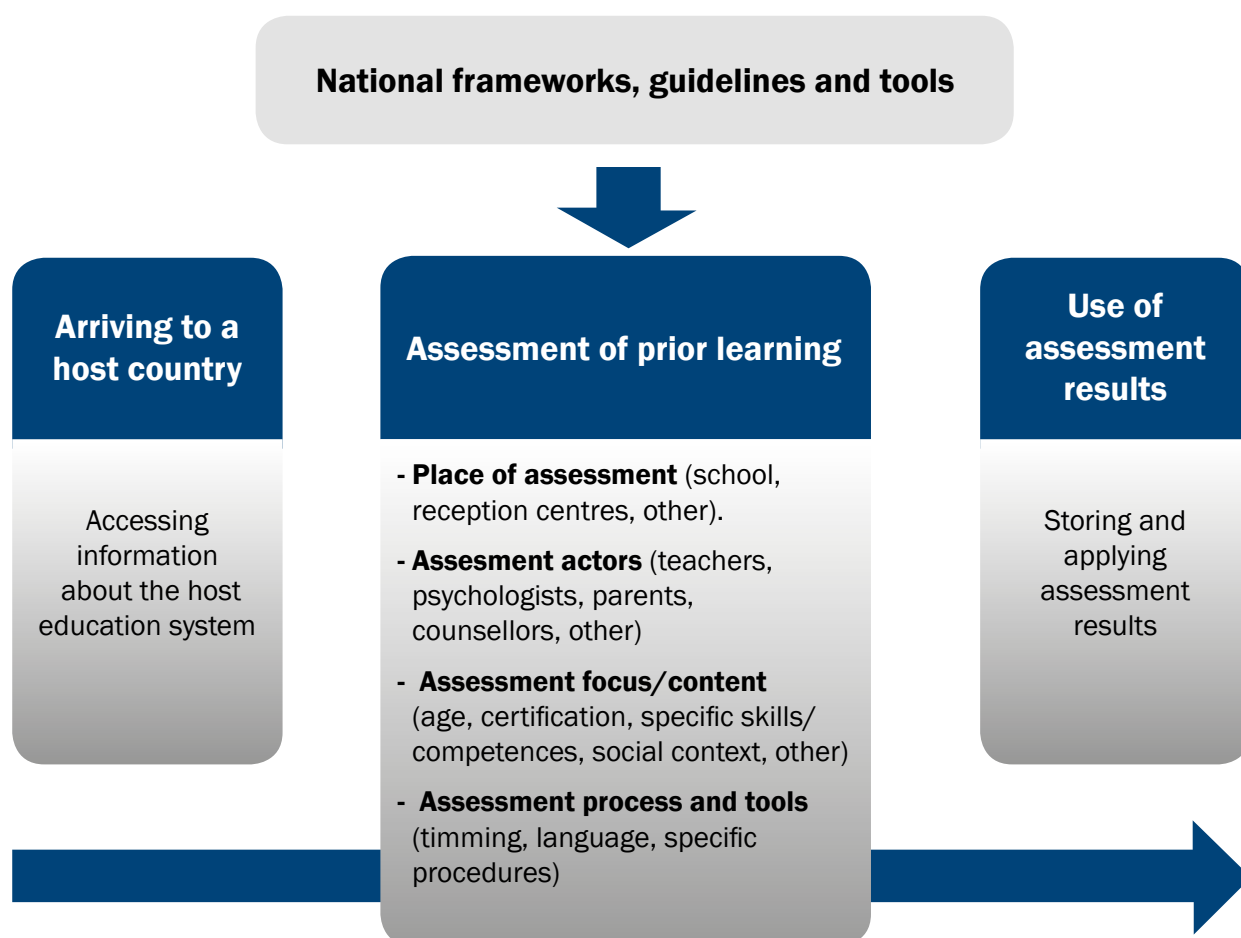 National frameworks, guidelines and tools
Arriving to a
host country
Accessing
information
about the host
education system
Assessment of prior learning
- Place of assessment (school,
reception centres, other).
- Assesment actors (teachers,
psychologists, parents,
counsellors, other)
- Assessment focus/content
(age, certification, specific skills/
competences, social context, other)
- Assessment process and tools
(timming, language, specific
procedures)
Use of
assessment
results
Storing and
applying
assessment
results